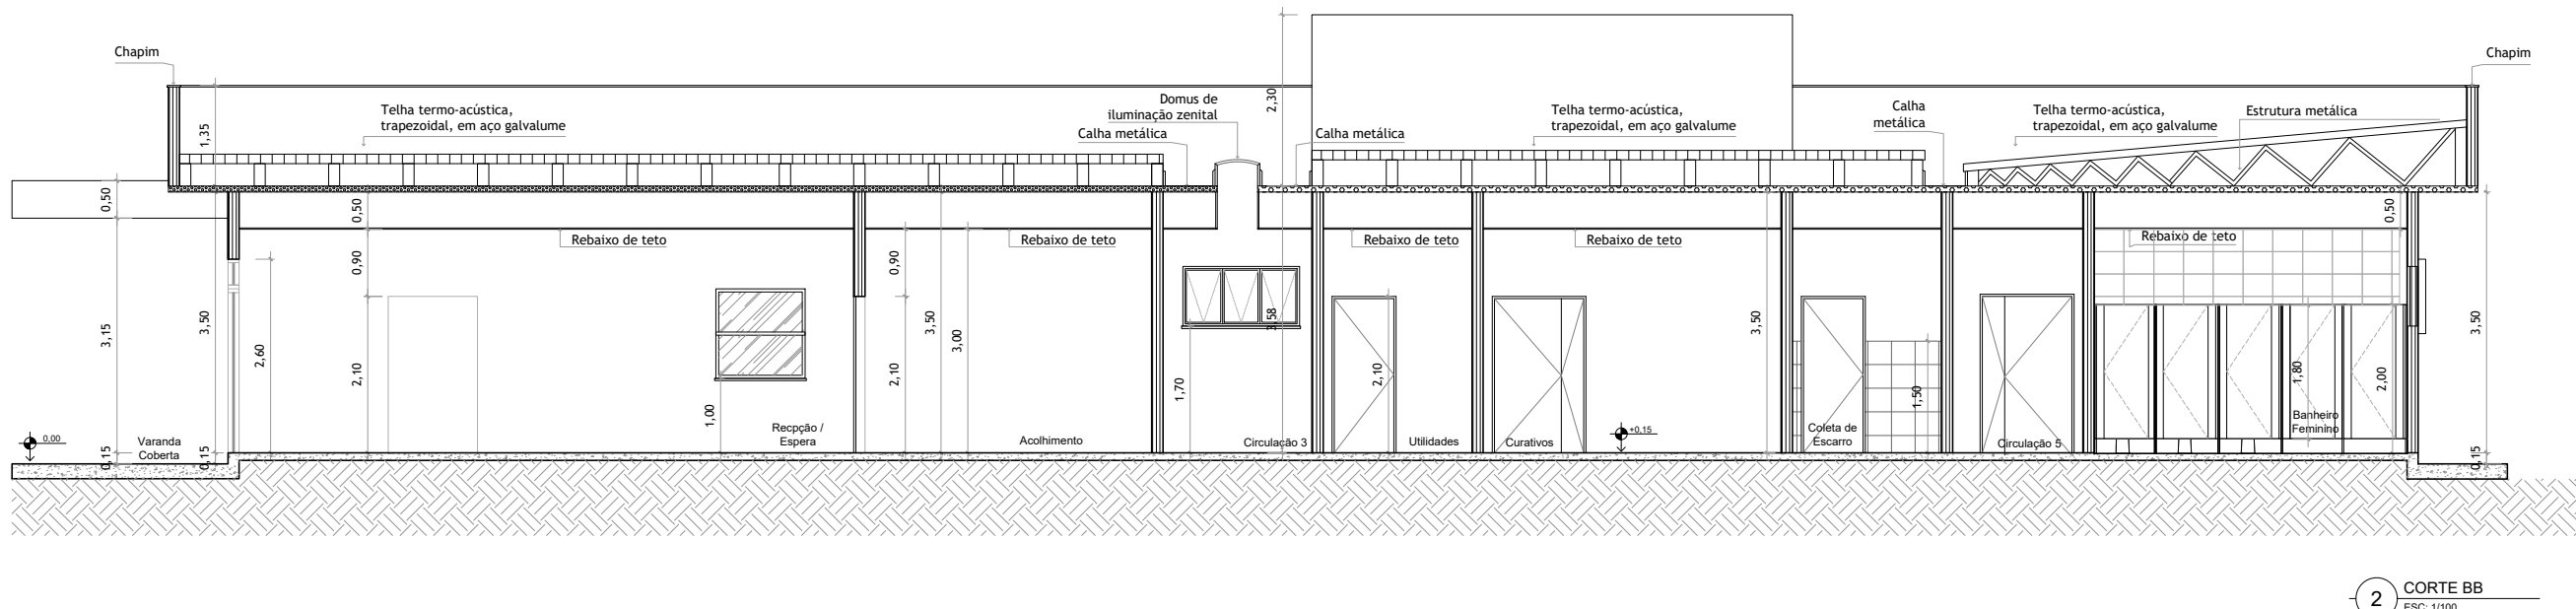 Chapim
Chapim
Telha termo-acústica,
trapezoidal, em aço galvalume
Domus de
iluminação zenital
Calha metálica
Calha metálica
Telha termo-acústica,
trapezoidal, em aço galvalume
Calha
metálica
Telha termo-acústica,
trapezoidal, em aço galvalume
Estrutura metálica
1,35
2,30
0,50
0,50
0,50
Rebaixo de teto
Rebaixo de teto
Rebaixo de teto
Rebaixo de teto
Rebaixo de teto
0,90
0,90
3,15
3,50
2,60
2,10
1,00
2,10
3,50
3,00
1,70
3,58
2,10
3,50
1,50
1,80
2,00
3,50
0,00
Varanda
Coberta
0,15
0,15
Recpção /
Espera
Acolhimento
Circulação 3
Utilidades
Curativos
+0,15
Coleta de
Escarro
Circulação 5
Banheiro
Feminino
0,15
2
CORTE BB
ESC: 1/100